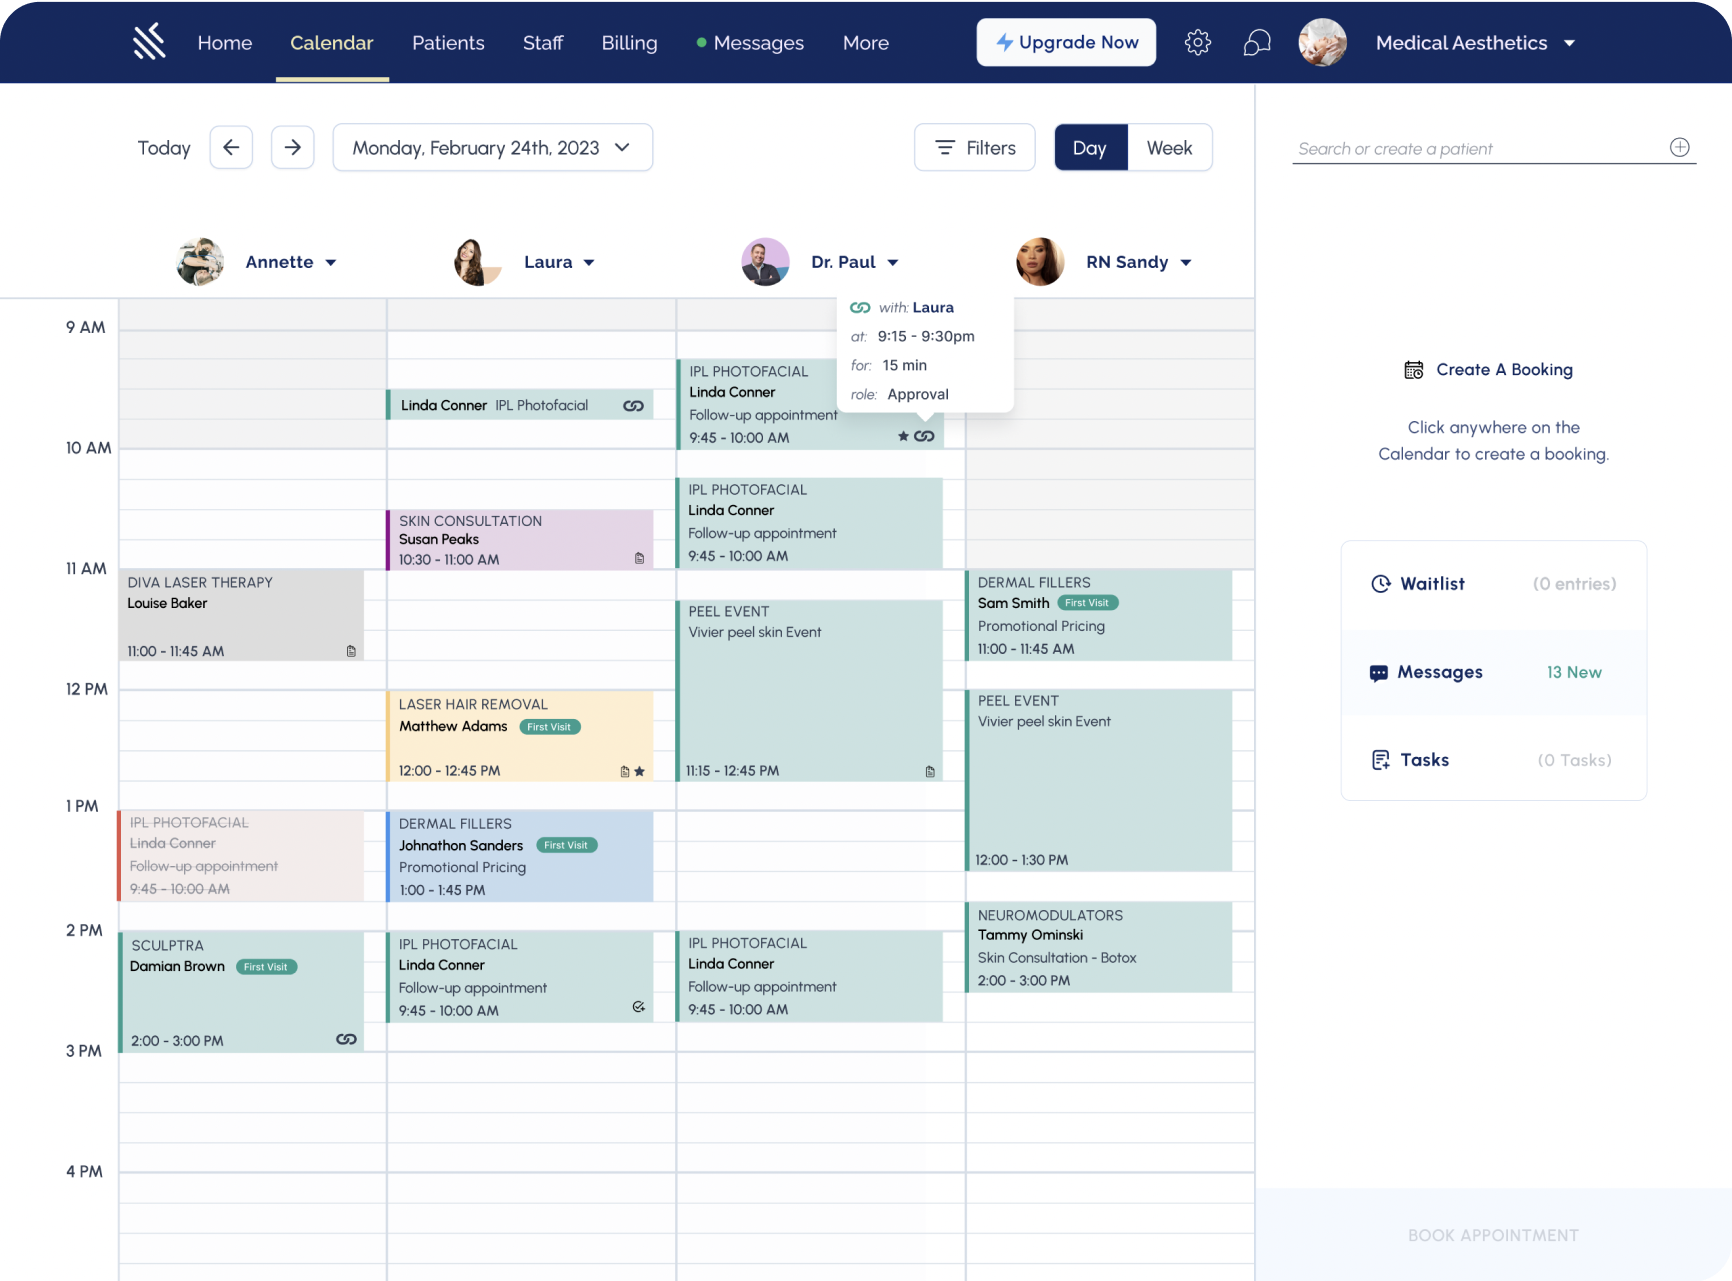 Home Calendar Patients Staff Billing Messages More Upgrade Now Medical Aesthetics
Today Monday, February 24th, 2023 Filters Day Week
Search or create a patient
Annette Laura Dr. Paul RN Sandy
9 AM
10 AM
11 AM
12 PM
1 PM
2 PM
3 PM
4 PM
DIVA LASER THERAPY
Louise Baker
11:00 - 11:45 AM
IPL PHOTOFACIAL
Linda Conner
Follow-up appointment
9:45 - 10:00 AM
SCULPTRA
Damian Brown First Visit
2:00 - 3:00 PM
Linda Conner IPL Photofacial
SKIN CONSULTATION
Susan Peaks
10:30 - 11:00 AM
LASER HAIR REMOVAL
Matthew Adams First Visit
12:00 - 12:45 PM
DERMAL FILLERS
Johnathon Sanders First Visit
Promotional Pricing
1:00 - 1:45 PM
IPL PHOTOFACIAL
Linda Conner
Follow-up appointment
9:45 - 10:00 AM
IPL PHOTOFACIAL
Linda Conner
Follow-up appointment
9:45 - 10:00 AM
with: Laura
at: 9:15 - 9:30pm
for: 15 min
role: Approval
IPL PHOTOFACIAL
Linda Conner
Follow-up appointment
9:45 - 10:00 AM
PEEL EVENT
Vivier peel skin Event
11:15 - 12:45 PM
IPL PHOTOFACIAL
Linda Conner
Follow-up appointment
9:45 - 10:00 AM
DERMAL FILLERS
Sam Smith First Visit
Promotional Pricing
11:00 - 11:45 AM
PEEL EVENT
Vivier peel skin Event
12:00 - 1:30 PM
NEUROMODULATORS
Tammy Ominski
Skin Consultation - Botox
2:00 - 3:00 PM
Create A Booking
Click anywhere on the
Calendar to create a booking.
Waitlist (0 entries)
Messages 13 New
Tasks (0 Tasks)
BOOK APPOINTMENT